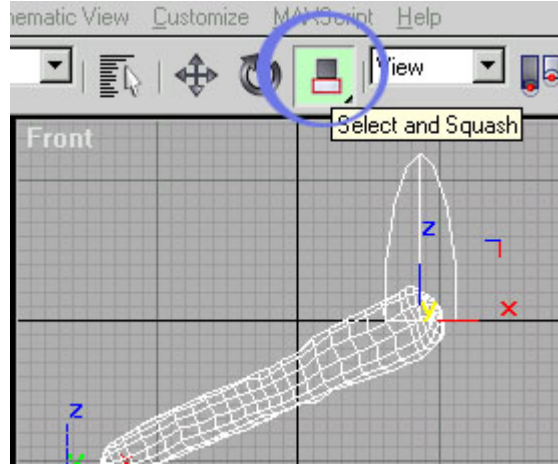 ematic View Customize MAXScript Help
View
Select and Squash
Front
z
x
y
z
y
x